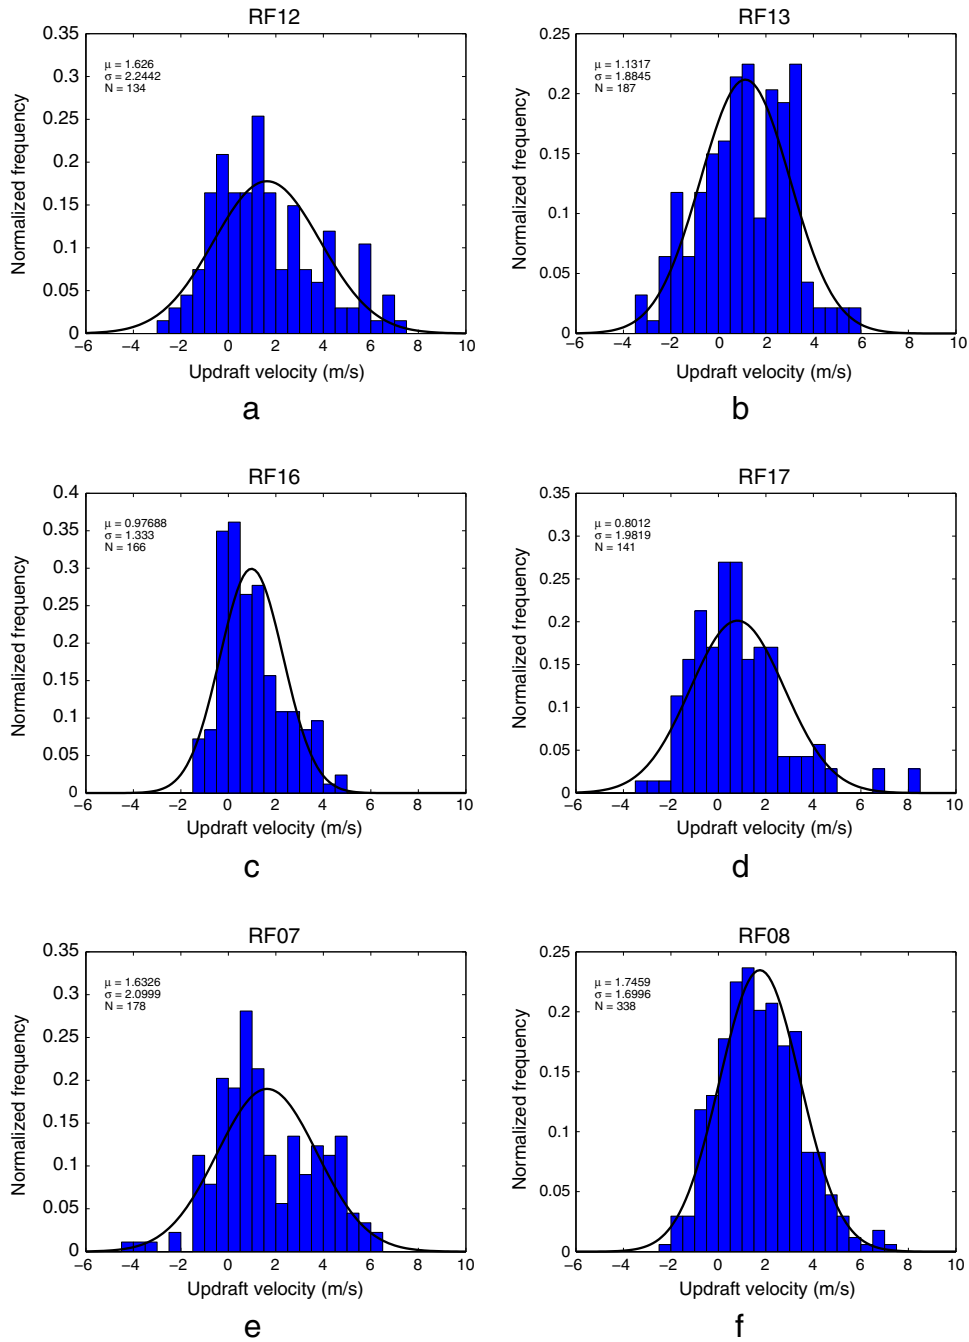 RF12
0.35
0.3
0.25
0.2
0.15
0.1
0.05
0
μ = 1.626
σ = 2.2442
N = 134
Normalized frequency
−6 −4 −2 0 2 4 6 8 10
Updraft velocity (m/s)
a
RF13
0.25
0.2
0.15
0.1
0.05
0
μ = 1.1317
σ = 1.8845
N = 187
Normalized frequency
−6 −4 −2 0 2 4 6 8 10
Updraft velocity (m/s)
b
RF16
0.4
0.35
0.3
0.25
0.2
0.15
0.1
0.05
0
μ = 0.97688
σ = 1.333
N = 166
Normalized frequency
−6 −4 −2 0 2 4 6 8 10
Updraft velocity (m/s)
c
RF17
0.35
0.3
0.25
0.2
0.15
0.1
0.05
0
μ = 0.8012
σ = 1.9819
N = 141
Normalized frequency
−6 −4 −2 0 2 4 6 8 10
Updraft velocity (m/s)
d
RF07
0.35
0.3
0.25
0.2
0.15
0.1
0.05
0
μ = 1.6326
σ = 2.0999
N = 178
Normalized frequency
−6 −4 −2 0 2 4 6 8 10
Updraft velocity (m/s)
e
RF08
0.25
0.2
0.15
0.1
0.05
0
μ = 1.7459
σ = 1.6996
N = 338
Normalized frequency
−6 −4 −2 0 2 4 6 8 10
Updraft velocity (m/s)
f